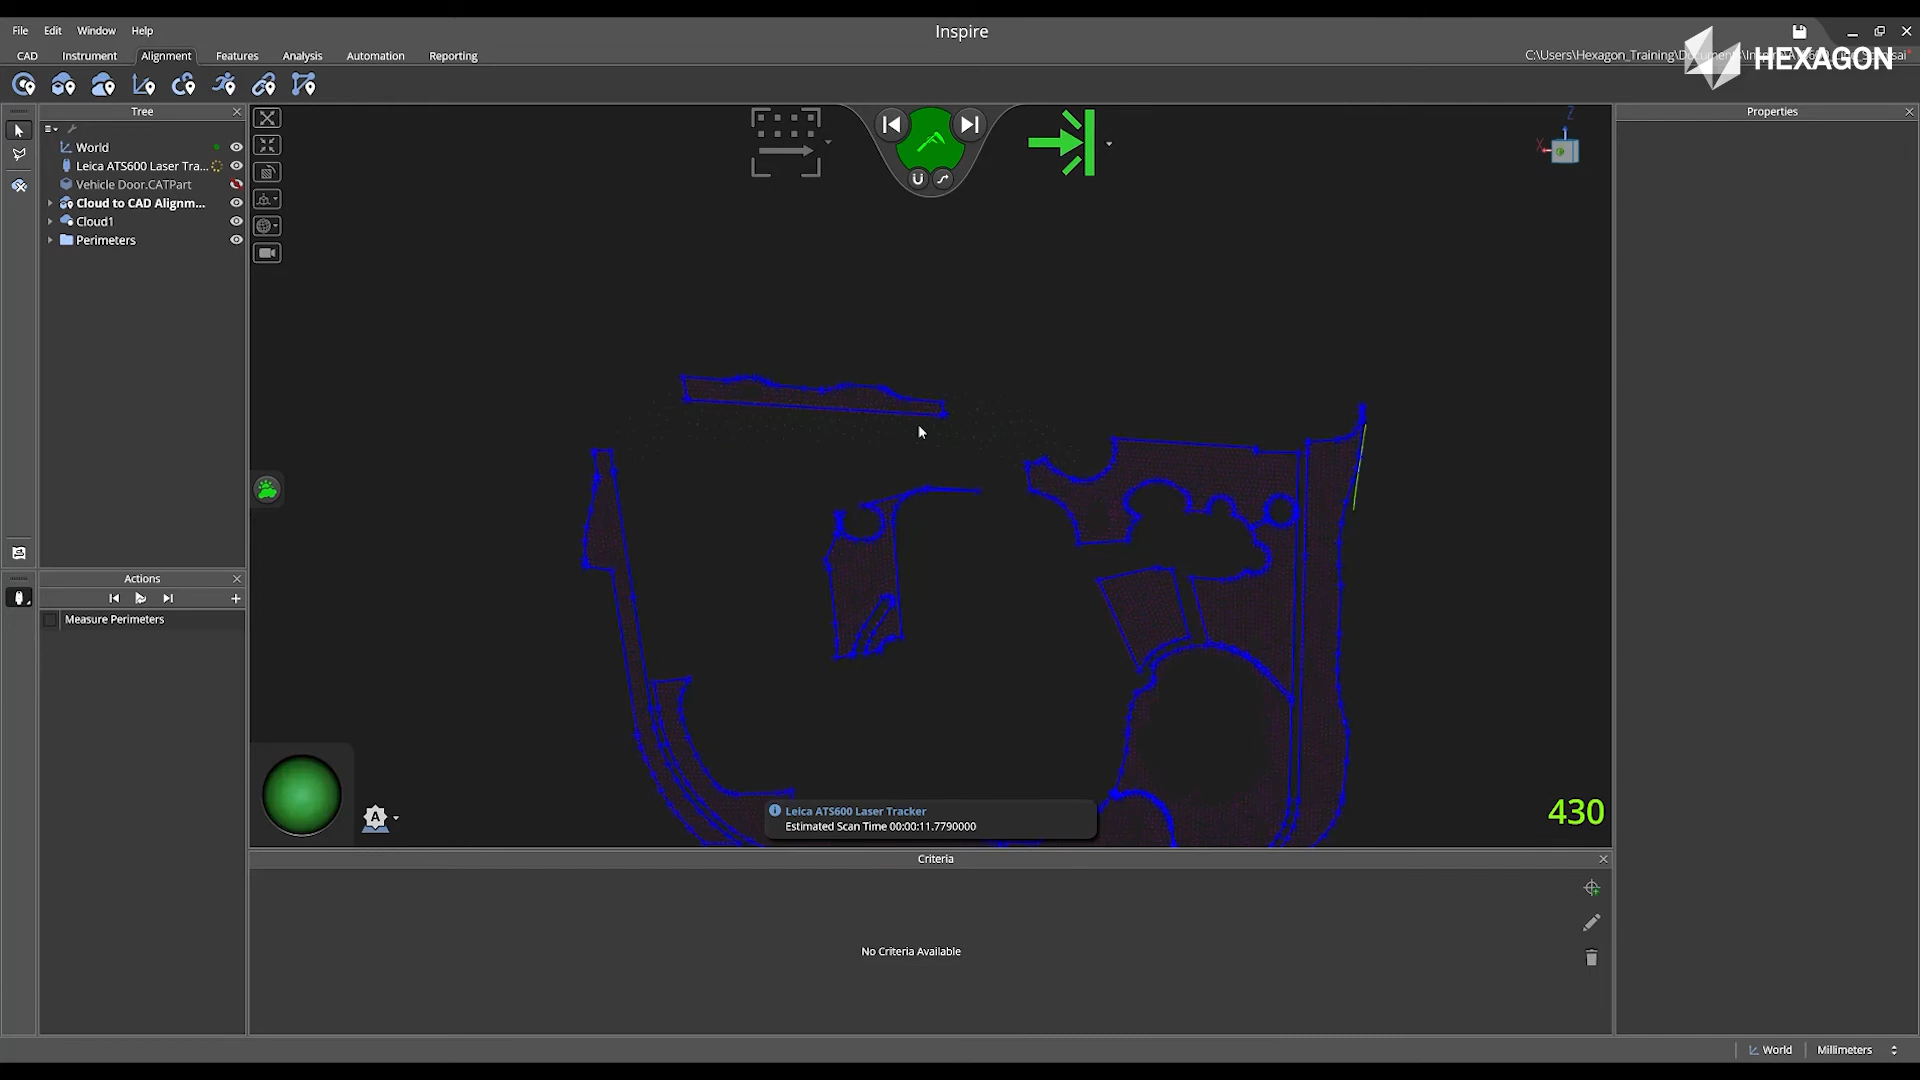 File Edit Window Help
Inspire
CAD Instrument Alignment Features Analysis Automation Reporting
C:\Users\Hexagon_Training\
HEXAGON
Tree
World
Leica ATS600 Laser Tra...
Vehicle Door.CATPart
Cloud to CAD Alignm...
Cloud1
Perimeters
Properties
Z
X
Actions
Measure Perimeters
A
Leica ATS600 Laser Tracker
Estimated Scan Time 00:00:11.7790000
430
Criteria
No Criteria Available
World Millimeters